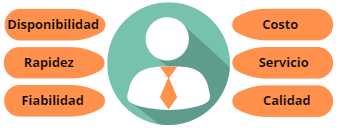 Disponibilidad
Rapidez
Fiabilidad
Costo
Servicio
Calidad